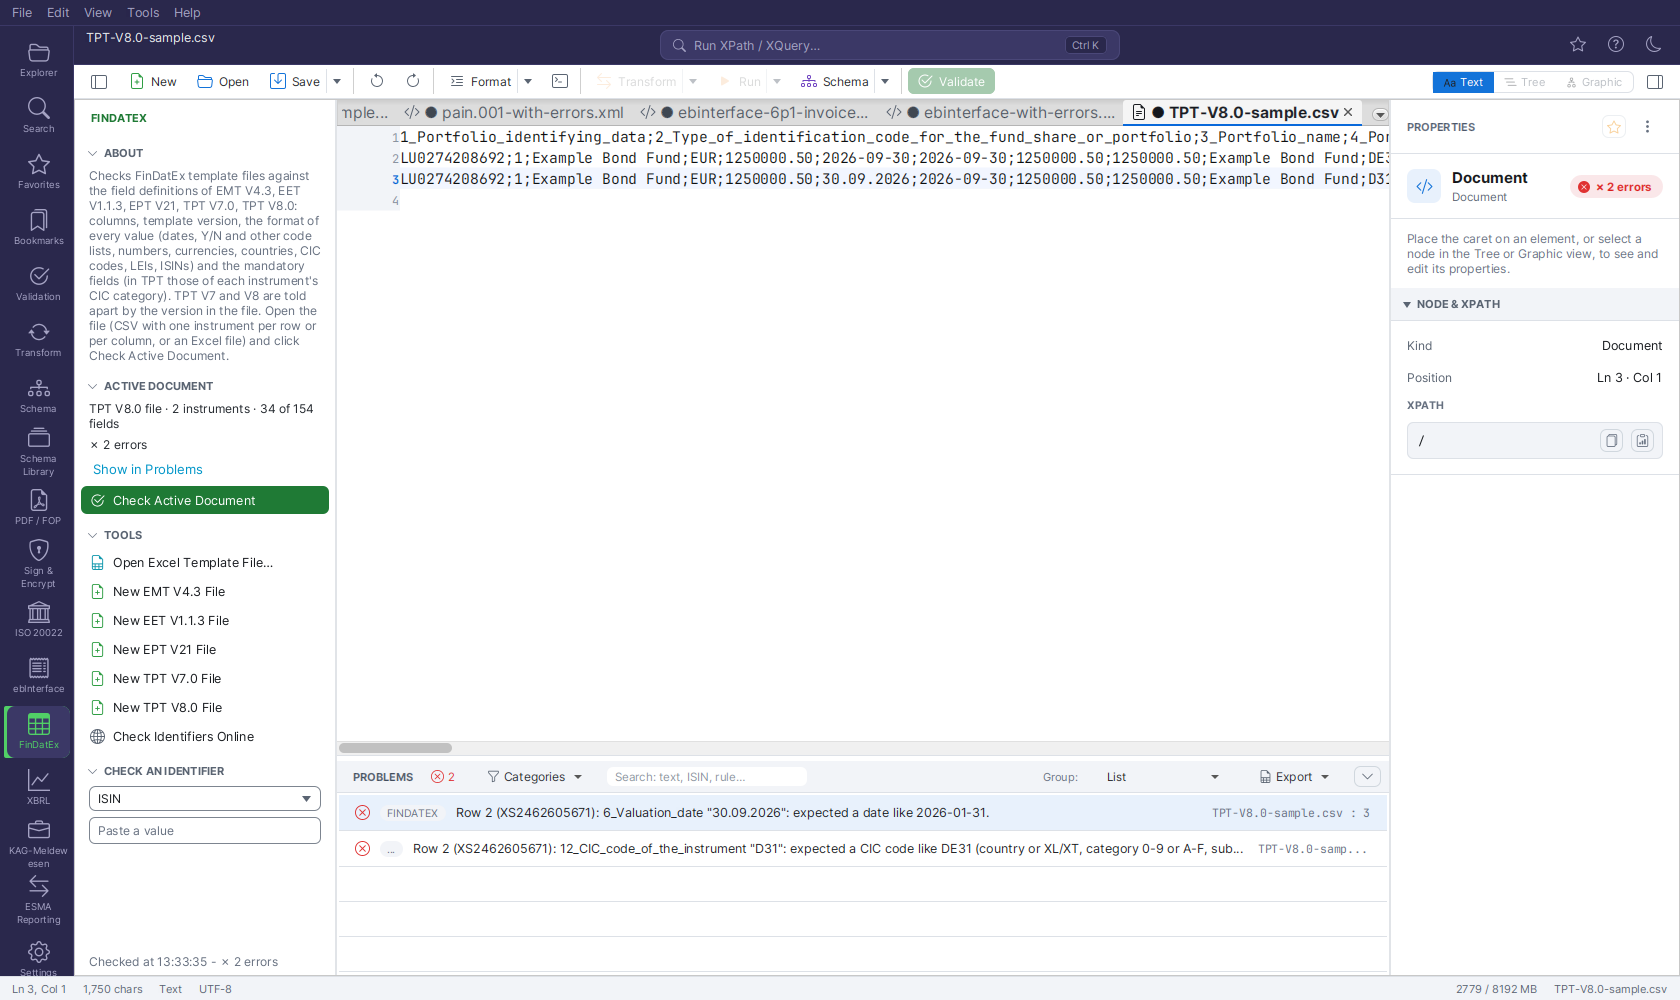 File Edit View Tools Help
TPT-V8.0-sample.csv
Run XPath / XQuery... Ctrl K
New Open Save Format Transform Run Schema Validate
Aa Text Tree Graphic
Explorer
Search
Favorites
Bookmarks
Validation
Transform
Schema
Schema
Library
PDF / FOP
Sign &
Encrypt
ISO 20022
ebInterface
FinDatEx
XBRL
KAG-Meldew
esen
ESMA
Reporting
Settings
FINDATEX
ABOUT
Checks FinDatEx template files against
the field definitions of EMT V4.3, EET
V1.1.3, EPT V21, TPT V7.0, TPT V8.0:
columns, template version, the format of
every value (dates, Y/N and other code
lists, numbers, currencies, countries, CIC
codes, LEIs, ISINs) and the mandatory
fields (in TPT those of each instrument's
CIC category). TPT V7 and V8 are told
apart by the version in the file. Open the
file (CSV with one instrument per row or
per column, or an Excel file) and click
Check Active Document.
ACTIVE DOCUMENT
TPT V8.0 file · 2 instruments · 34 of 154
fields
× 2 errors
Show in Problems
Check Active Document
TOOLS
Open Excel Template File...
New EMT V4.3 File
New EET V1.1.3 File
New EPT V21 File
New TPT V7.0 File
New TPT V8.0 File
Check Identifiers Online
CHECK AN IDENTIFIER
ISIN
Paste a value
Checked at 13:33:35 - × 2 errors
mple... pain.001-with-errors.xml ebinterface-6p1-invoice... ebinterface-with-errors.... TPT-V8.0-sample.csv
1 1_Portfolio_identifying_data;2_Type_of_identification_code_for_the_fund_share_or_portfolio;3_Portfolio_name;4_Por
2 LU0274208692;1;Example Bond Fund;EUR;1250000.50;2026-09-30;2026-09-30;1250000.50;1250000.50;Example Bond Fund;DE3
3 LU0274208692;1;Example Bond Fund;EUR;1250000.50;30.09.2026;2026-09-30;1250000.50;1250000.50;Example Bond Fund;D31
4
PROBLEMS 2 Categories Search: text, ISIN, rule... Group: List Export
FINDATEX Row 2 (XS2462605671): 6_Valuation_date "30.09.2026": expected a date like 2026-01-31. TPT-V8.0-sample.csv : 3
... Row 2 (XS2462605671): 12_CIC_code_of_the_instrument "D31": expected a CIC code like DE31 (country or XL/XT, category 0-9 or A-F, sub... TPT-V8.0-samp...
PROPERTIES
Document
Document
× 2 errors
Place the caret on an element, or select a
node in the Tree or Graphic view, to see and
edit its properties.
NODE & XPATH
Kind Document
Position Ln 3 · Col 1
XPATH
/
Ln 3, Col 1 1,750 chars Text UTF-8 2779 / 8192 MB TPT-V8.0-sample.csv